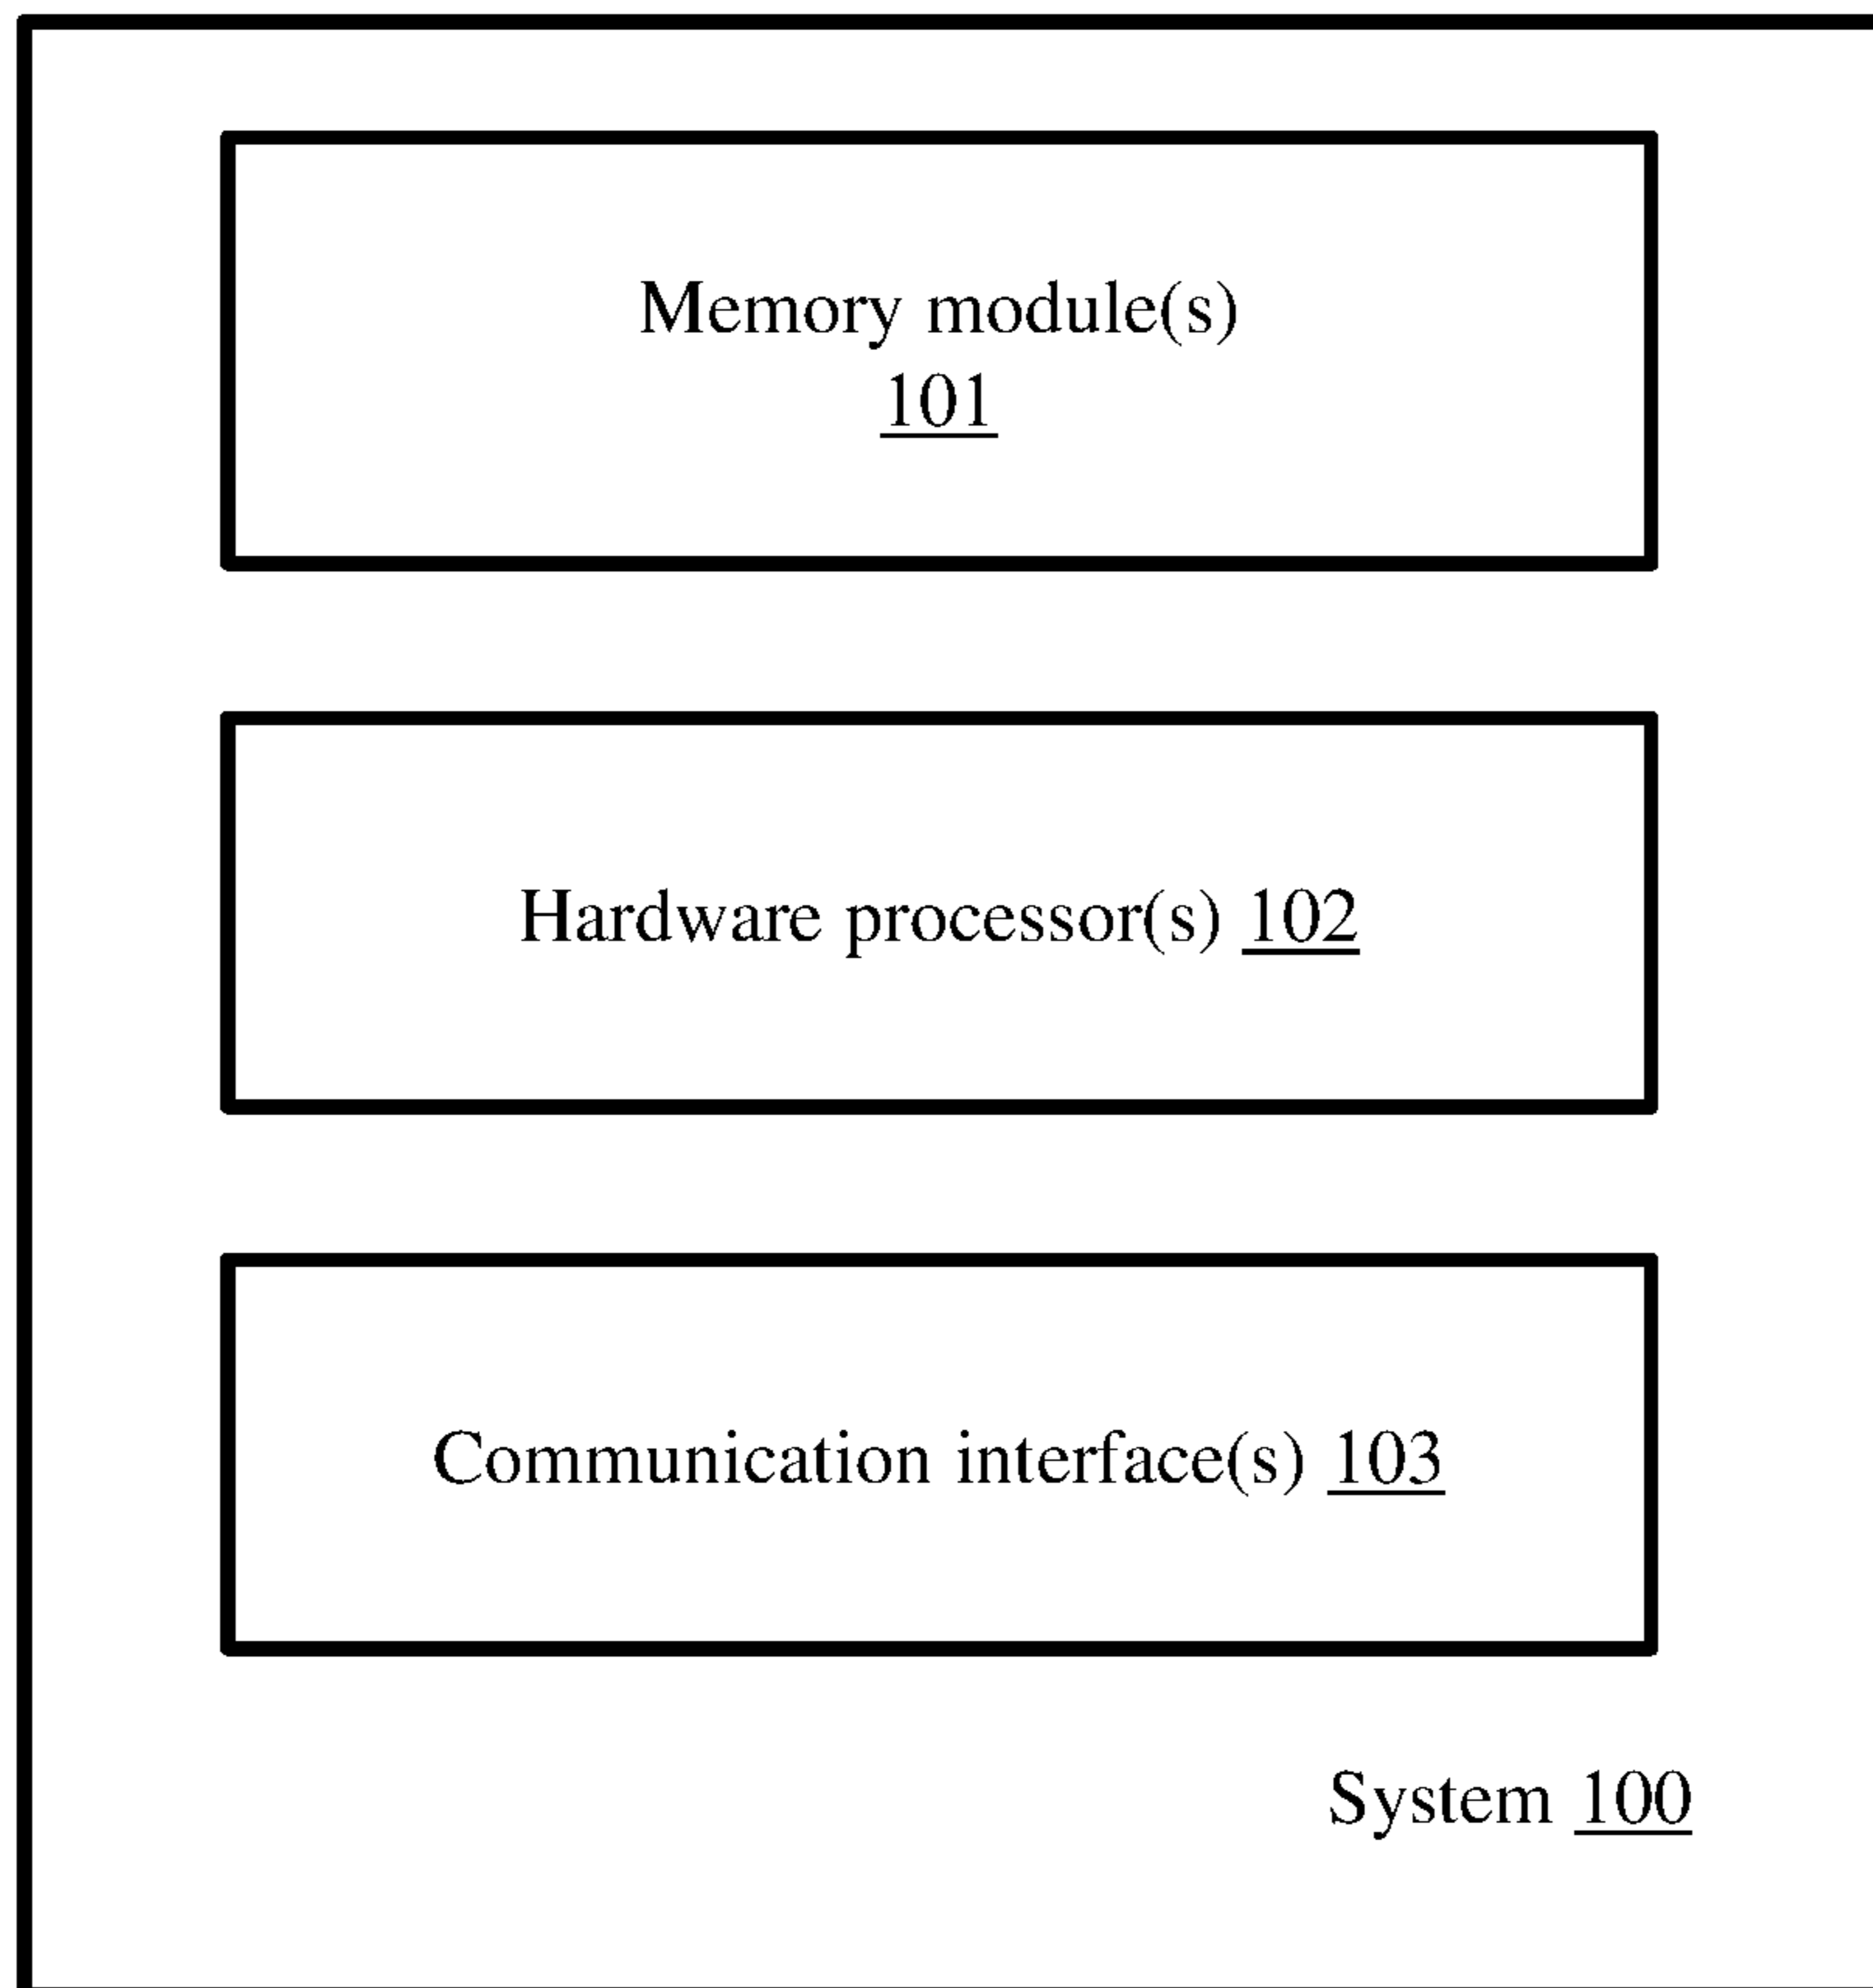 Memory module(s)
101
Hardware processor(s) 102
Communication interface(s) 103
System 100